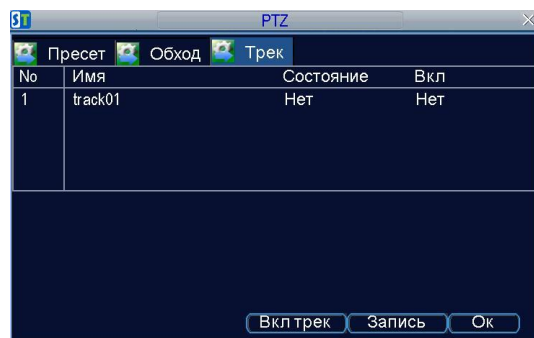 ST PTZ
Пресет Обход Трек
No Имя Состояние Вкл
1 track01 Нет Нет
Вкл трек Запись Ок